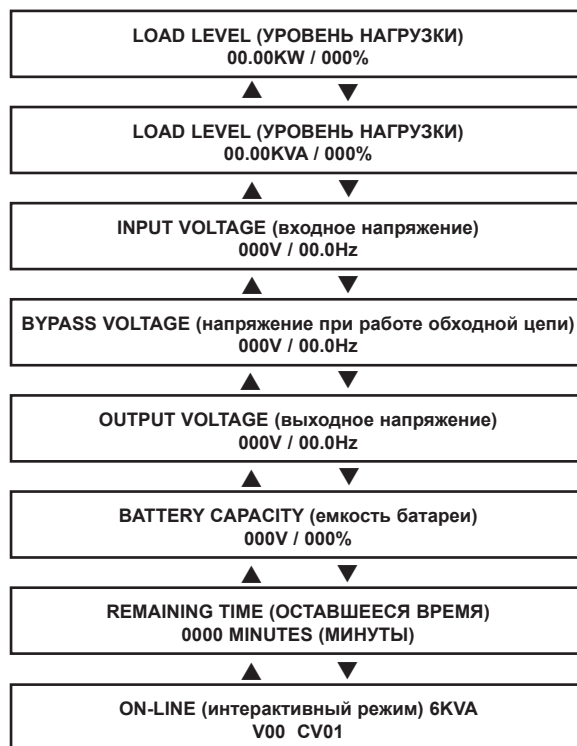 LOAD LEVEL (УРОВЕНЬ НАГРУЗКИ)
00.00KW / 000%
LOAD LEVEL (УРОВЕНЬ НАГРУЗКИ)
00.00KVA / 000%
INPUT VOLTAGE (входное напряжение)
000V / 00.0Hz
BYPASS VOLTAGE (напряжение при работе обходной цепи)
000V / 00.0Hz
OUTPUT VOLTAGE (выходное напряжение)
000V / 00.0Hz
BATTERY CAPACITY (емкость батареи)
000V / 000%
REMAINING TIME (ОСТАВШЕЕСЯ ВРЕМЯ)
0000 MINUTES (МИНУТЫ)
ON-LINE (интерактивный режим) 6KVA
V00 CV01